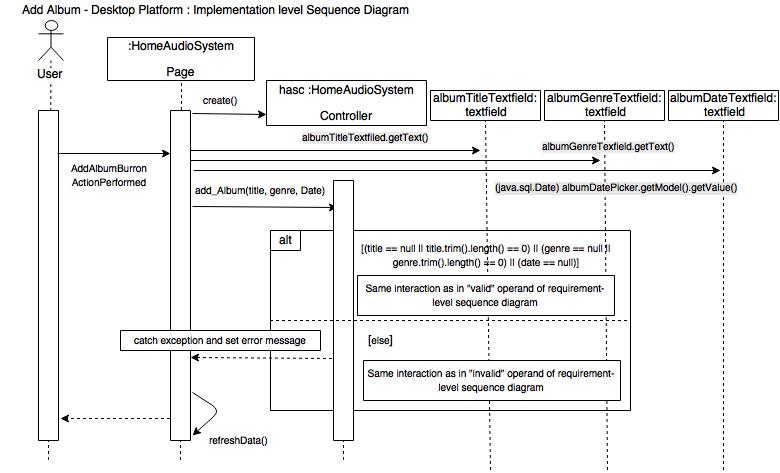 Add Album - Desktop Platform : Implementation level Sequence Diagram
User
:HomeAudioSystem
Page
create()
hasc :HomeAudioSystem
Controller
albumTitleTextfield:
textfield
albumGenreTextfield:
textfield
albumDateTextfield:
textfield
albumTitleTextfiled.getText()
albumGenreTexfield.getText()
AddAlbumBurron
ActionPerformed
(java.sql.Date) albumDatePicker.getModel().getValue()
add_Album(title, genre, Date)
alt
[(title == null II title.trim().length() == 0) II (genre == null II
genre.trim().length() == 0) II (date == null)]
Same interaction as in "valid" operand of requirement-
level sequence diagram
catch exception and set error message
[else]
Same interaction as in "invalid" operand of requirement-
level sequence diagram
refreshData()